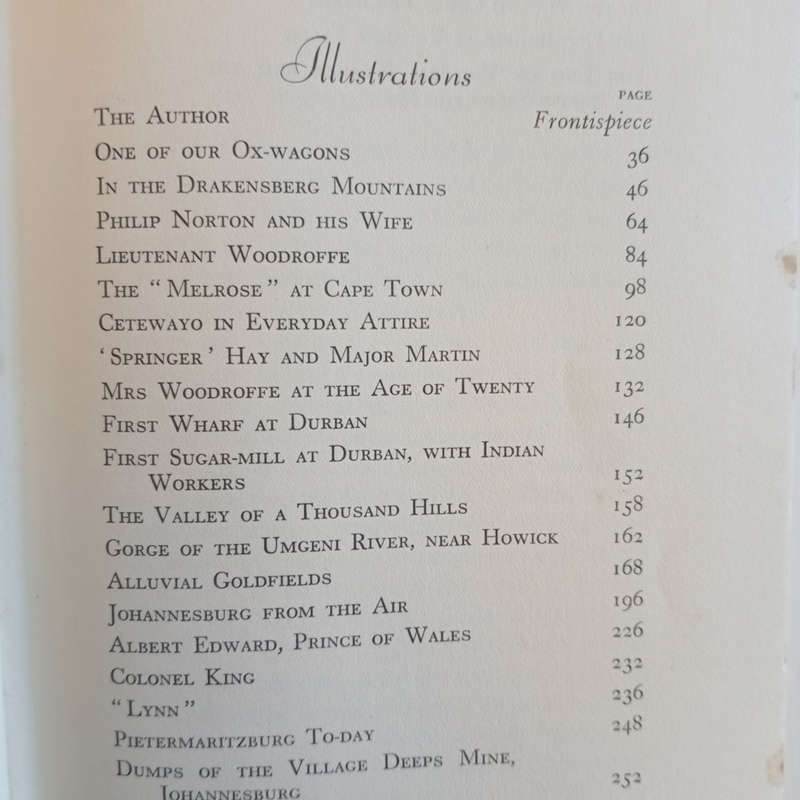 Illustrations
PAGE
The Author Frontispiece
One of our Ox-wagons 36
In the Drakensberg Mountains 46
Philip Norton and his Wife 64
Lieutenant Woodroffe 84
The “Melrose” at Cape Town 98
Cetewayo in Everyday Attire 120
‘Springer’ Hay and Major Martin 128
Mrs Woodroffe at the Age of Twenty 132
First Wharf at Durban 146
First Sugar-mill at Durban, with Indian
Workers 152
The Valley of a Thousand Hills 158
Gorge of the Umgeni River, near Howick 162
Alluvial Goldfields 168
Johannesburg from the Air 196
Albert Edward, Prince of Wales 226
Colonel King 232
“Lynn” 236
Pietermaritzburg To-day 248
Dumps of the Village Deeps Mine,
Johannesburg 252